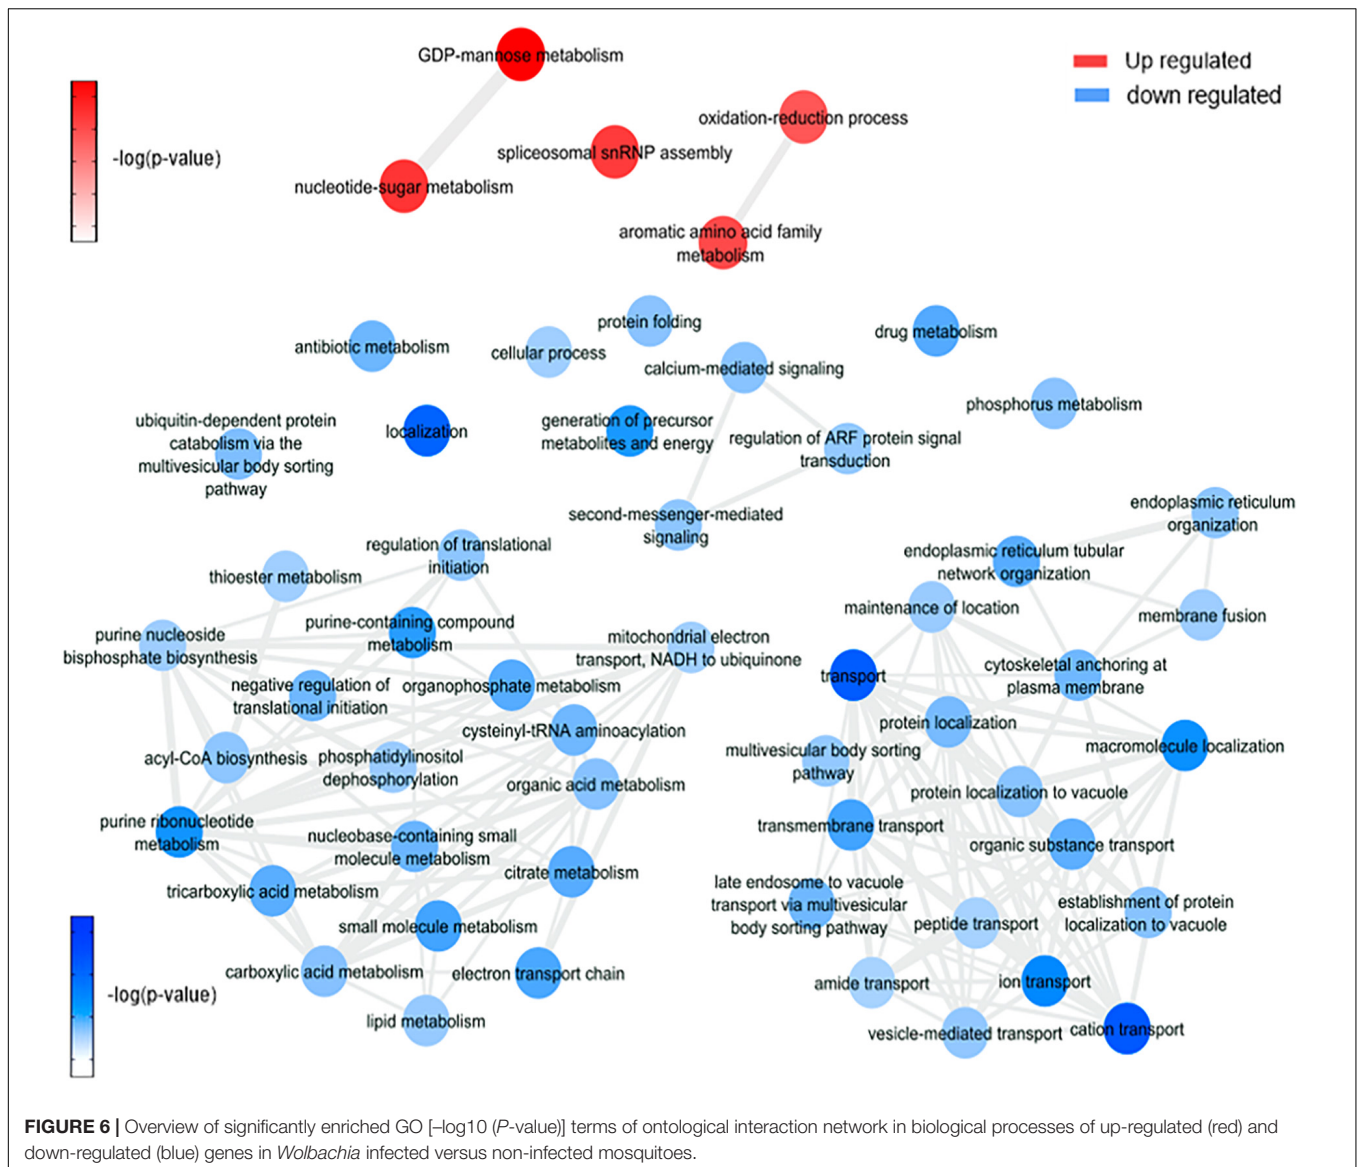 GDP-mannose metabolism
Up regulated
down regulated
oxidation-reduction process
spliceosomal snRNP assembly
-log(p-value)
nucleotide-sugar metabolism
aromatic amino acid family
metabolism
protein folding
drug metabolism
antibiotic metabolism
cellular process
calcium-mediated signaling
phosphorus metabolism
ubiquitin-dependent protein
catabolism via the
multivesicular body sorting
pathway
localization
generation of precursor
metabolites and energy
regulation of ARF protein signal
transduction
second-messenger-mediated
signaling
endoplasmic reticulum
organization
regulation of translational
initiation
endoplasmic reticulum tubular
network organization
thioester metabolism
maintenance of location
membrane fusion
purine nucleoside
bisphosphate biosynthesis
purine-containing compound
metabolism
mitochondrial electron
transport, NADH to ubiquinone
transport
cytoskeletal anchoring at
plasma membrane
negative regulation of
translational initiation
organophosphate metabolism
protein localization
cysteinyl-tRNA aminoacylation
acyl-CoA biosynthesis
phosphatidylinositol
dephosphorylation
multivesicular body sorting
pathway
macromolecule localization
organic acid metabolism
protein localization to vacuole
purine ribonucleotide
metabolism
nucleobase-containing small
molecule metabolism
transmembrane transport
organic substance transport
citrate metabolism
tricarboxylic acid metabolism
late endosome to vacuole
transport via multivesicular
body sorting pathway
establishment of protein
localization to vacuole
small molecule metabolism
peptide transport
carboxylic acid metabolism
electron transport chain
amide transport
ion transport
-log(p-value)
lipid metabolism
vesicle-mediated transport
cation transport
FIGURE 6 | Overview of significantly enriched GO [–log10 (P-value)] terms of ontological interaction network in biological processes of up-regulated (red) and
down-regulated (blue) genes in Wolbachia infected versus non-infected mosquitoes.